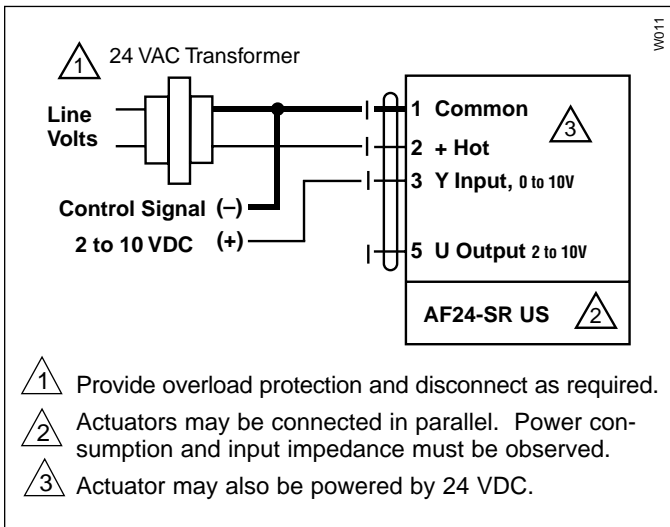 W011
1 24 VAC Transformer
Line
Volts
1 Common
3
2 + Hot
3 Y Input, 0 to 10V
Control Signal (–)
2 to 10 VDC (+)
5 U Output 2 to 10V
AF24-SR US 2
1 Provide overload protection and disconnect as required.
2 Actuators may be connected in parallel. Power con-
sumption and input impedance must be observed.
3 Actuator may also be powered by 24 VDC.